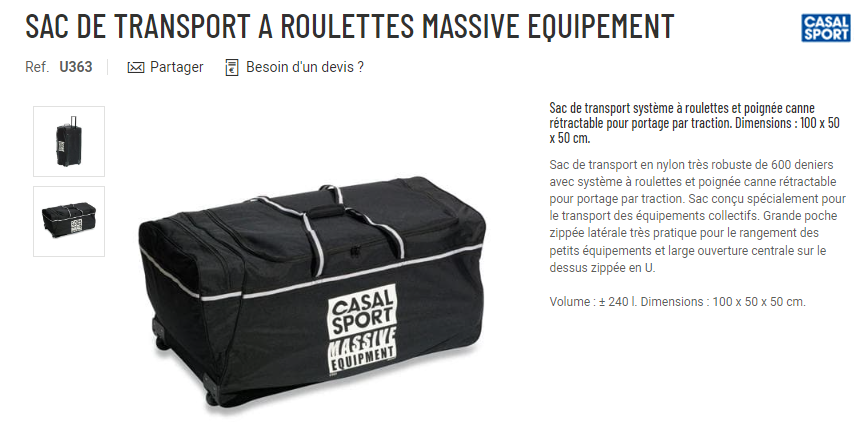 SAC DE TRANSPORT A ROULETTES MASSIVE EQUIPEMENT
CASAL
SPORT
Ref. U363
Partager
Besoin d'un devis ?
Sac de transport système à roulettes et poignée canne
rétractable pour portage par traction. Dimensions : 100 x 50
x 50 cm.
Sac de transport en nylon très robuste de 600 deniers
avec système à roulettes et poignée canne rétractable
pour portage par traction. Sac conçu spécialement pour
le transport des équipements collectifs. Grande poche
zippée latérale très pratique pour le rangement des
petits équipements et large ouverture centrale sur le
dessus zippée en U.
Volume : ± 240 l. Dimensions : 100 x 50 x 50 cm.
CASAL
SPORT
MASSIVE
EQUIPMENT